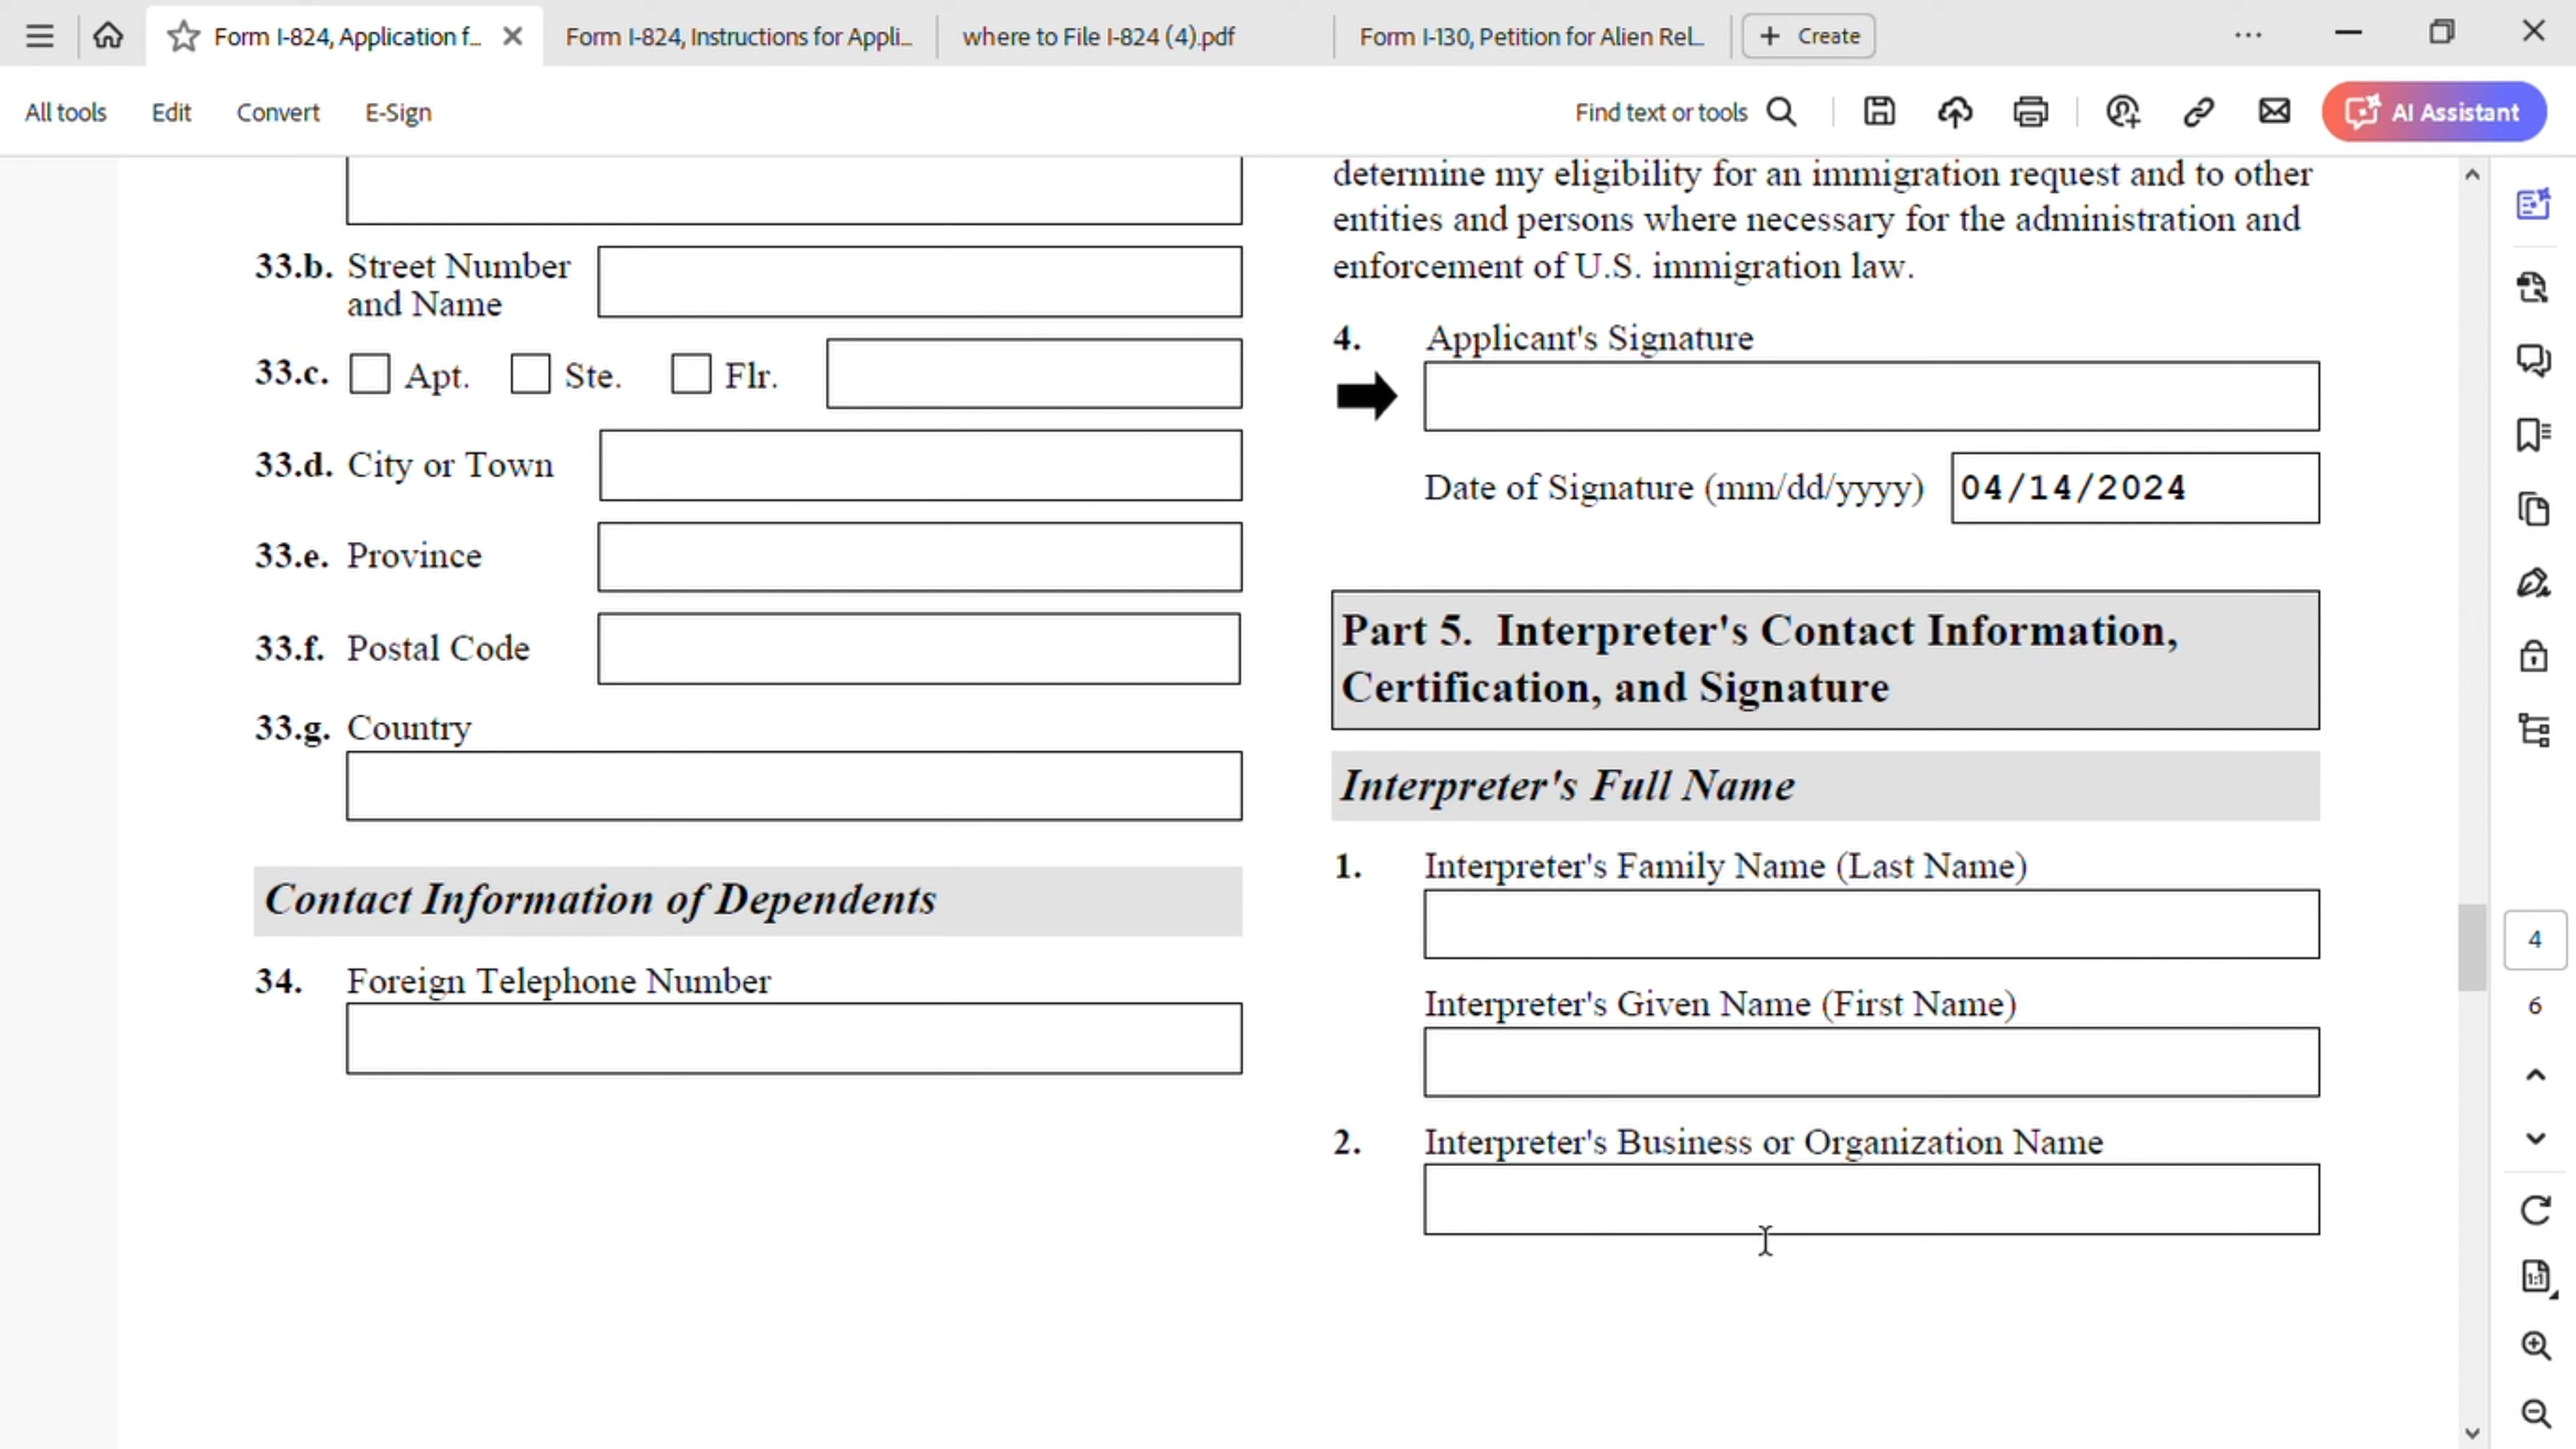 Form I-824, Application f...
Form I-824, Instructions for Appli...
where to File I-824 (4).pdf
Form I-130, Petition for Alien Rel...
+ Create
All tools
Edit
Convert
E-Sign
Find text or tools
AI Assistant
33.b. Street Number
and Name
33.c. Apt. Ste. Flr.
33.d. City or Town
33.e. Province
33.f. Postal Code
33.g. Country
Contact Information of Dependents
34. Foreign Telephone Number
determine my eligibility for an immigration request and to other
entities and persons where necessary for the administration and
enforcement of U.S. immigration law.
4. Applicant's Signature
Date of Signature (mm/dd/yyyy) 04/14/2024
Part 5. Interpreter's Contact Information,
Certification, and Signature
Interpreter's Full Name
1. Interpreter's Family Name (Last Name)
Interpreter's Given Name (First Name)
2. Interpreter's Business or Organization Name
4
6
1:1